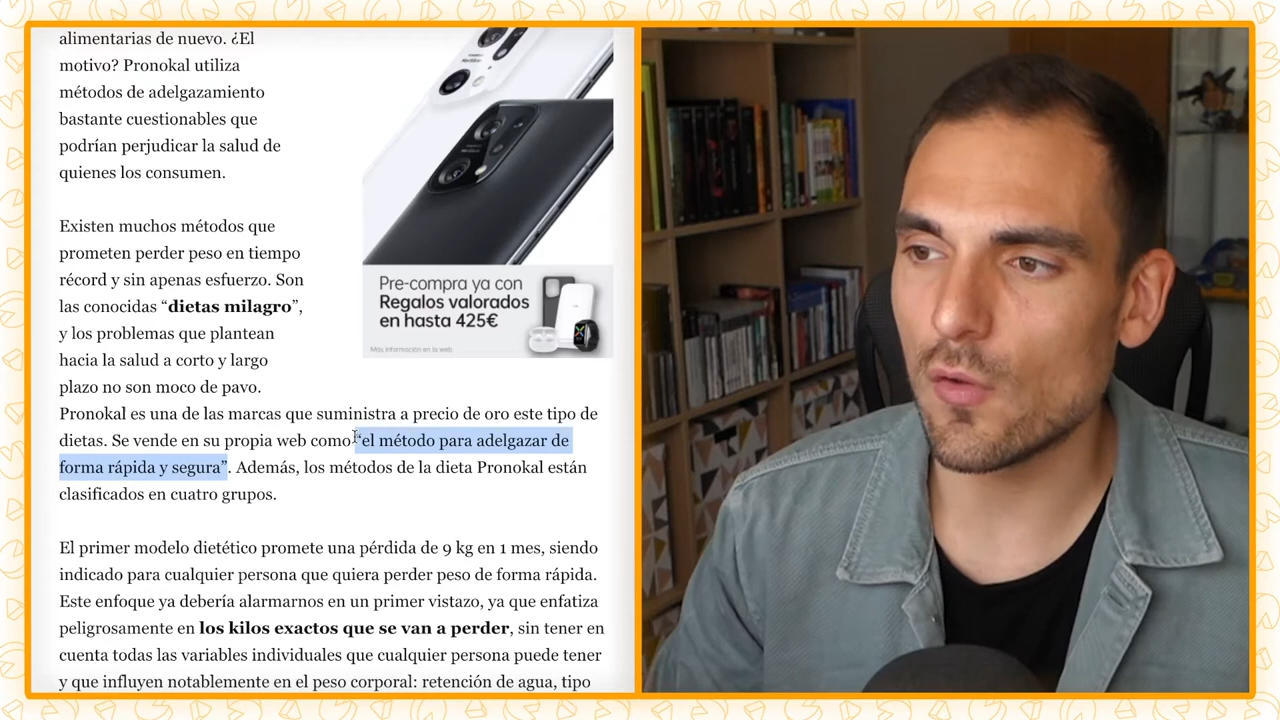 alimentarias de nuevo. ¿El
motivo? Pronokal utiliza
métodos de adelgazamiento
bastante cuestionables que
podrían perjudicar la salud de
quienes los consumen.
Existen muchos métodos que
prometen perder peso en tiempo
récord y sin apenas esfuerzo. Son
las conocidas “dietas milagro”,
y los problemas que plantean
hacia la salud a corto y largo
plazo no son moco de pavo.
Pronokal es una de las marcas que suministra a precio de oro este tipo de
dietas. Se vende en su propia web como “el método para adelgazar de
forma rápida y segura”. Además, los métodos de la dieta Pronokal están
clasificados en cuatro grupos.
El primer modelo dietético promete una pérdida de 9 kg en 1 mes, siendo
indicado para cualquier persona que quiera perder peso de forma rápida.
Este enfoque ya debería alarmarnos en un primer vistazo, ya que enfatiza
peligrosamente en los kilos exactos que se van a perder, sin tener en
cuenta todas las variables individuales que cualquier persona puede tener
y que influyen notablemente en el peso corporal: retención de agua, tipo
Pre-compra ya con
Regalos valorados
en hasta 425€
Más información en la web